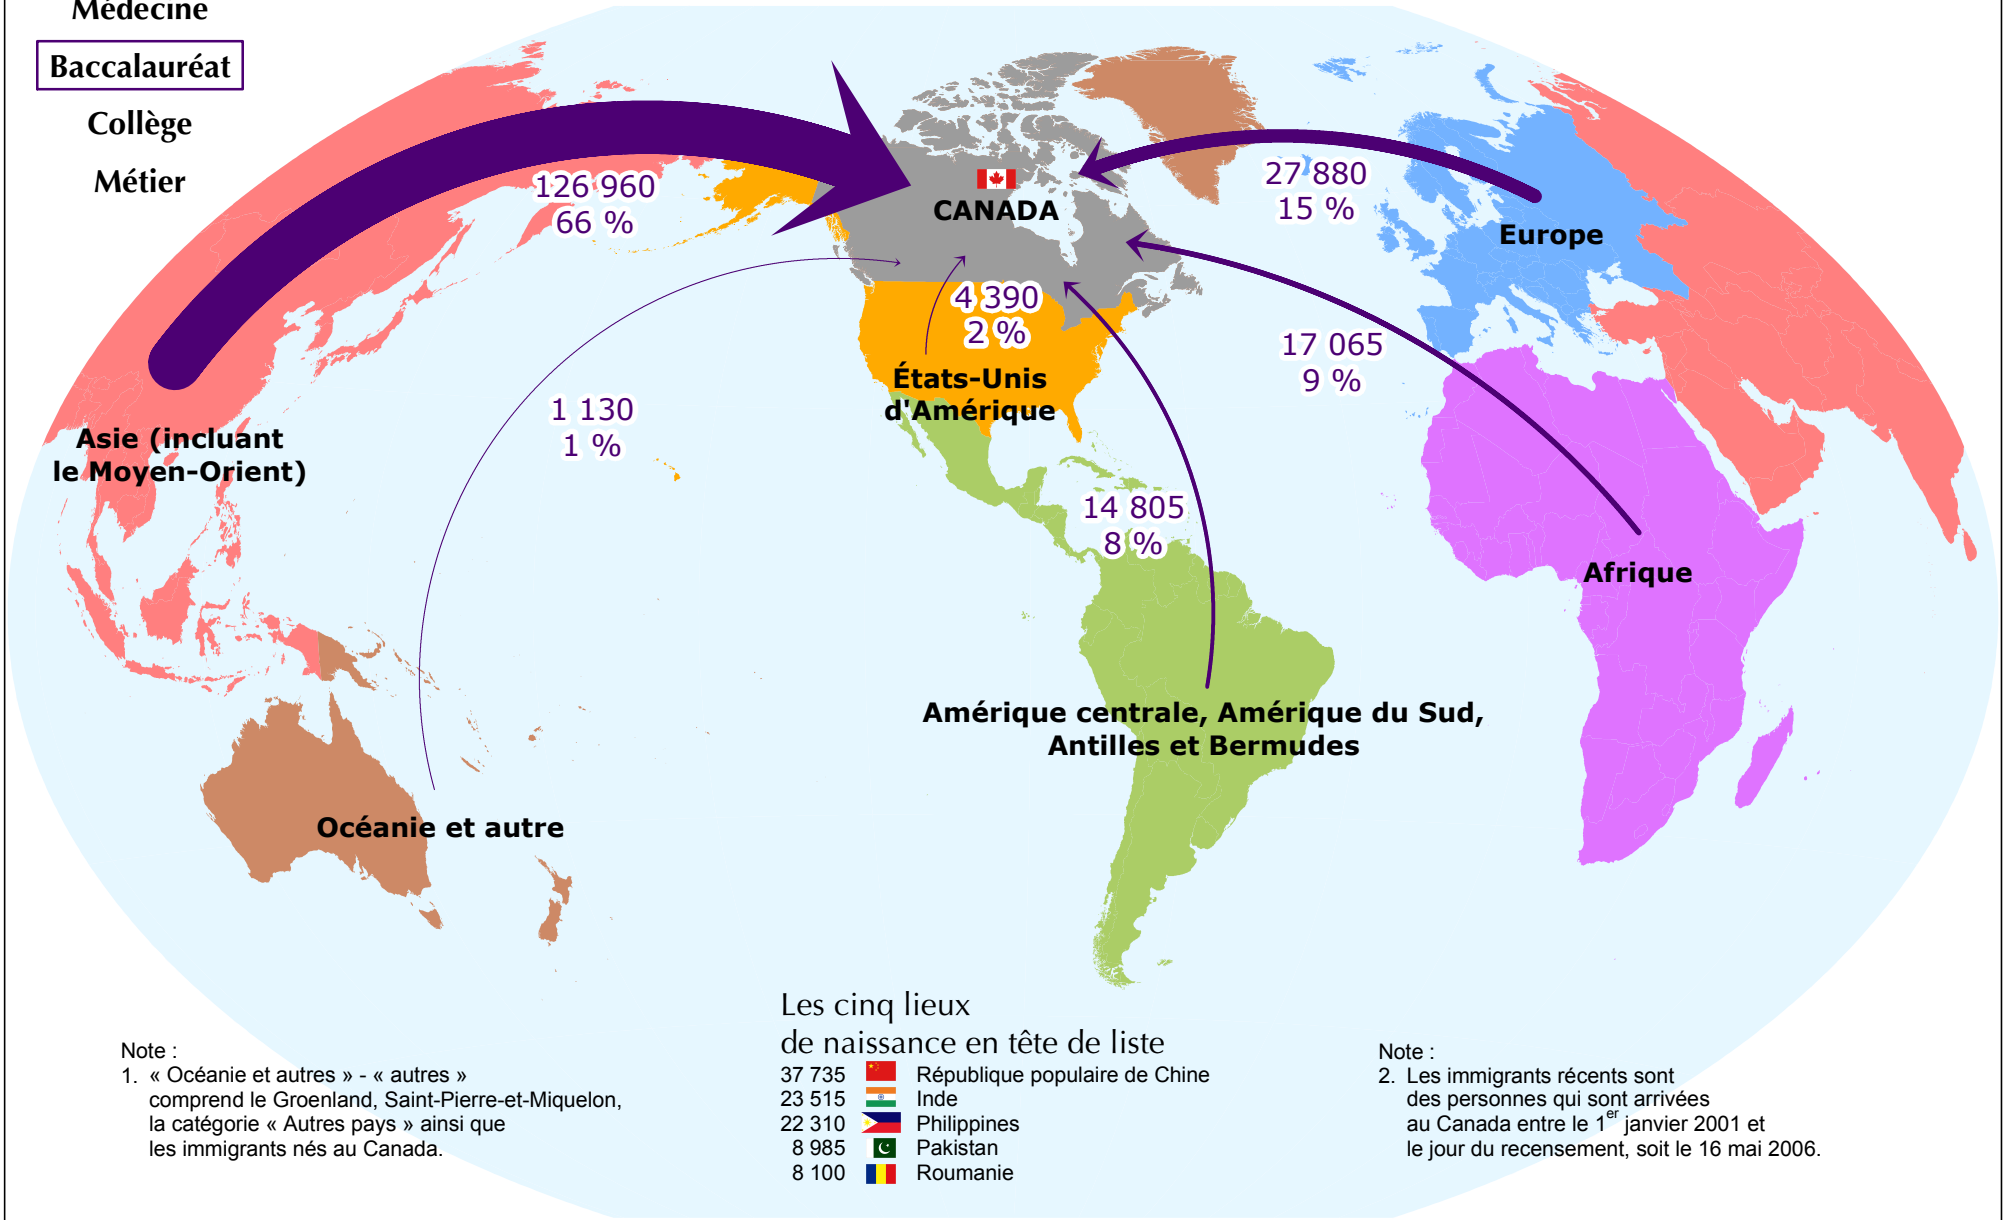 Médecine
Baccalauréat
Collège
Métier
126 960
66 %
CANADA
27 880
15 %
Europe
4 390
2 %
États-Unis
d'Amérique
17 065
9 %
1 130
1 %
Asie (incluant
le Moyen-Orient)
14 805
8 %
Afrique
Amérique centrale, Amérique du Sud,
Antilles et Bermudes
Océanie et autre
Les cinq lieux
de naissance en tête de liste
37 735 République populaire de Chine
23 515 Inde
22 310 Philippines
8 985 Pakistan
8 100 Roumanie
Note :
1. « Océanie et autres » - « autres »
comprend le Groenland, Saint-Pierre-et-Miquelon,
la catégorie « Autres pays » ainsi que
les immigrants nés au Canada.
Note :
2. Les immigrants récents sont
des personnes qui sont arrivées
au Canada entre le 1er janvier 2001 et
le jour du recensement, soit le 16 mai 2006.